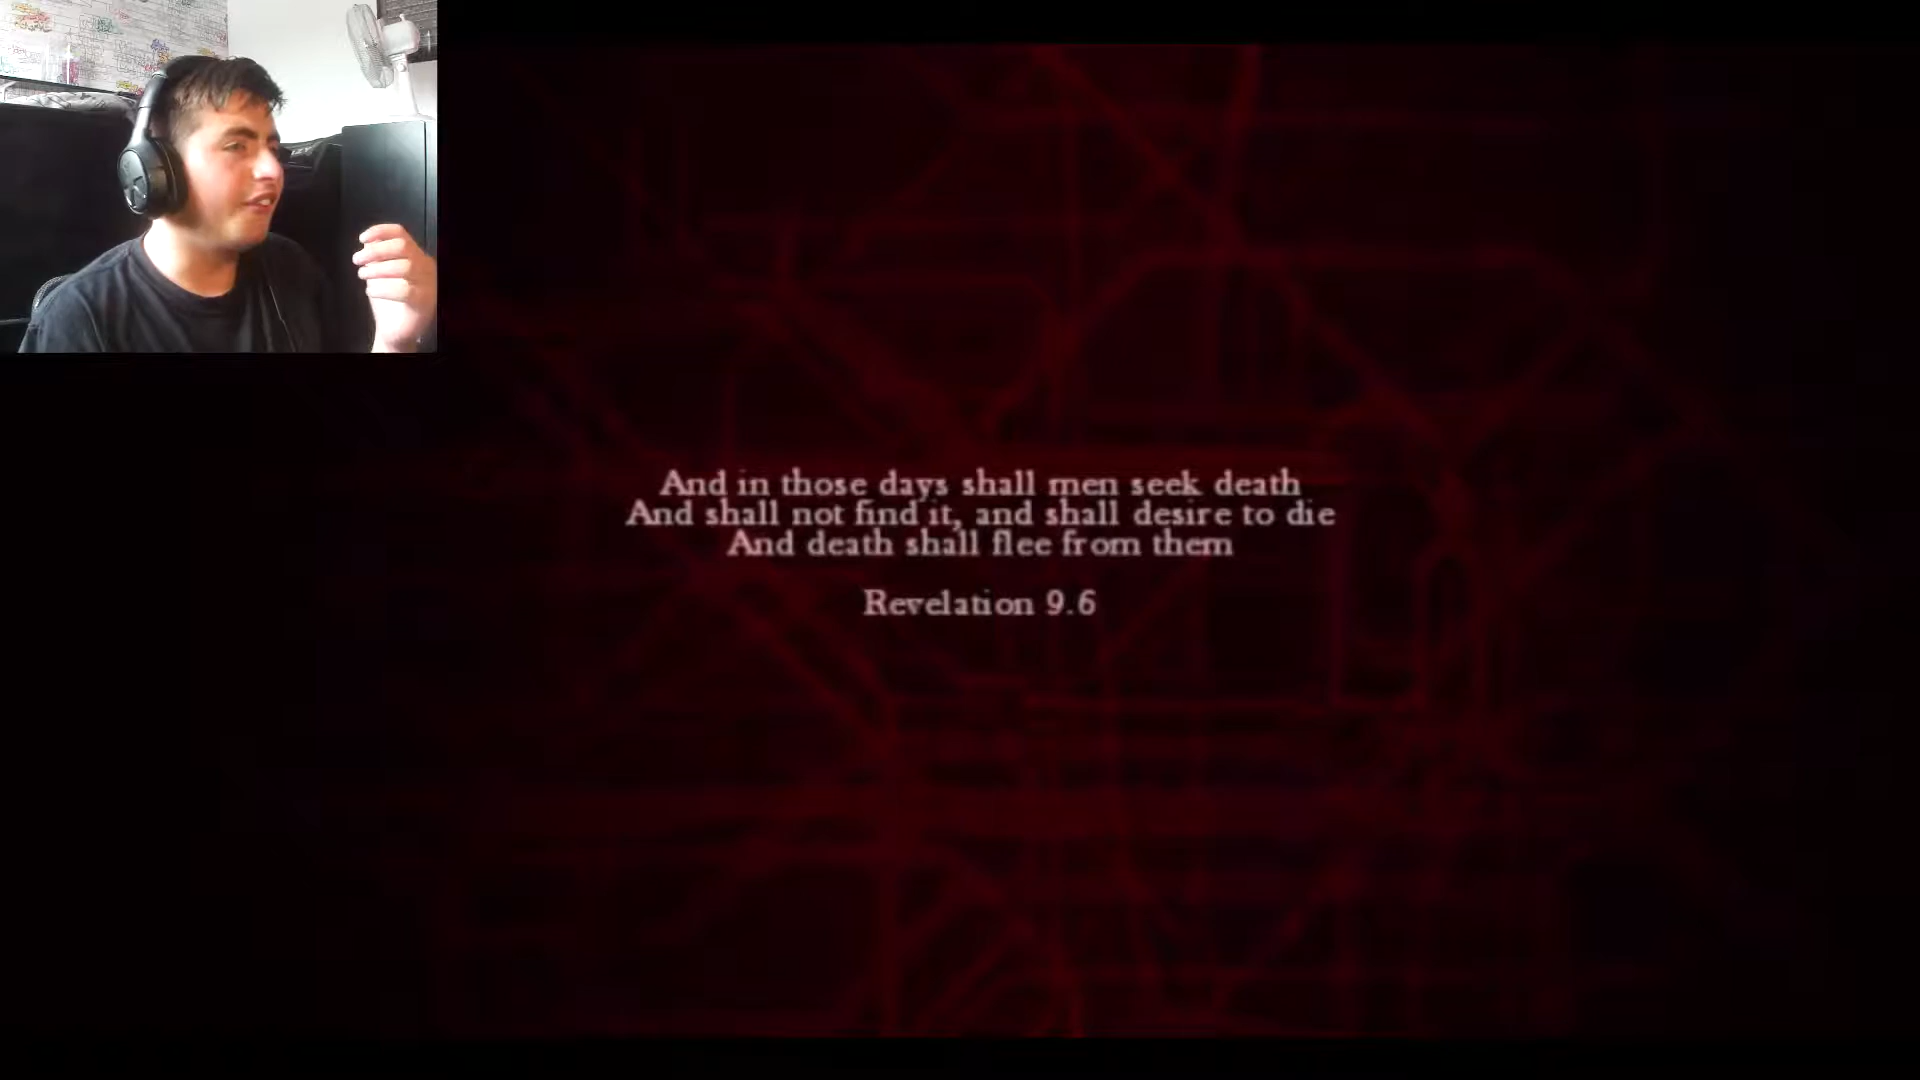 And in those days shall men seek death
And shall not find it, and shall desire to die
And death shall flee from them
Revelation 9.6